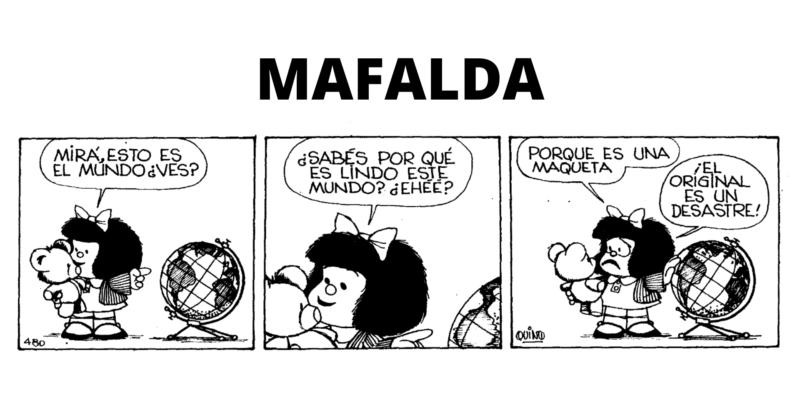 MAFALDA
MIRÁ, ESTO ES
EL MUNDO ¿VES?
¿SABÉS POR QUÉ
ES LINDO ESTE
MUNDO? ¿EHÉÉ?
PORQUE ES UNA
MAQUETA
¡EL
ORIGINAL
ES UN
DESASTRE!
480
QUINO